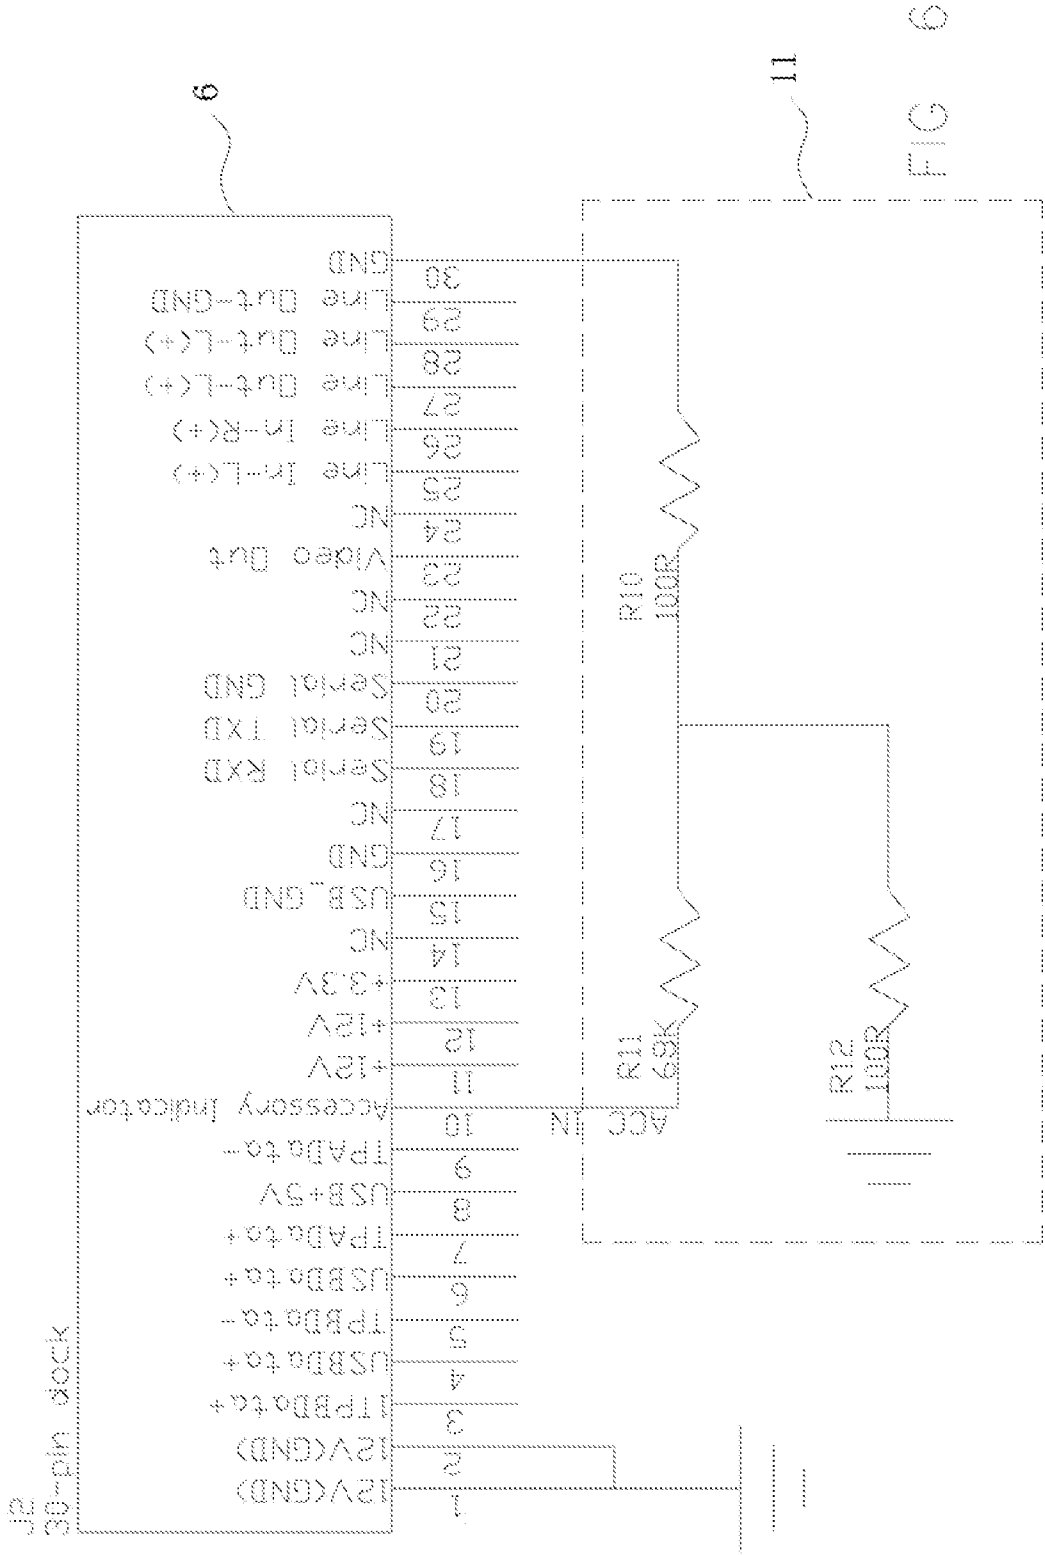 J2
30-pin dock
6
11
GND 30
Line Out-GND 29
Line Out-L(+) 28
Line Out-L(+) 27
Line In-R(+) 26
Line In-L(+) 25
NC 24
Video Out 23
NC 22
NC 21
Serial GND 20
Serial TXD 19
Serial RXD 18
NC 17
GND 16
USB_GND 15
NC 14
+3.3V 13
+12V 12
+12V 11
Accessory Indicator 10
TPAData- 9
USB+5V 8
TPAData+ 7
USBData+ 6
TPBData- 5
USBData+ 4
1TPBData+ 3
12V(GND) 2
12V(GND) 1
ACC IN
R10
100R
R11
69K
R12
100R
FIG 6